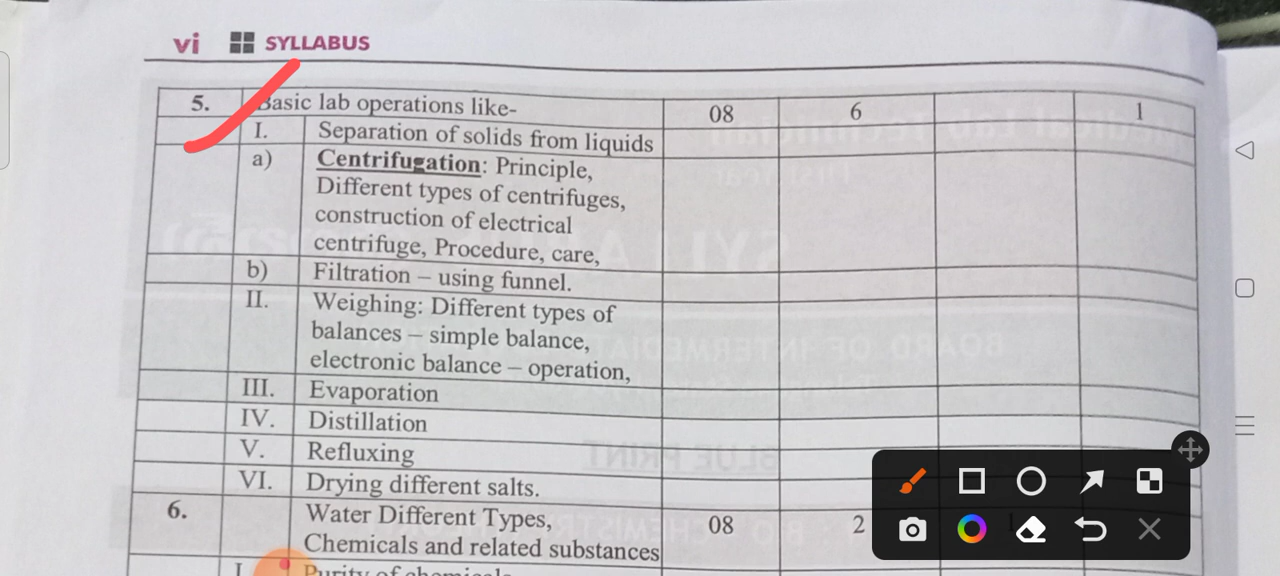 vi SYLLABUS
5. Basic lab operations like- 08 6 1
I. Separation of solids from liquids
a) Centrifugation: Principle,
Different types of centrifuges,
construction of electrical
centrifuge, Procedure, care,
b) Filtration – using funnel.
II. Weighing: Different types of
balances – simple balance,
electronic balance – operation,
III. Evaporation
IV. Distillation
V. Refluxing
VI. Drying different salts.
6. Water Different Types, 08 2
Chemicals and related substances
I Purity of chemicals